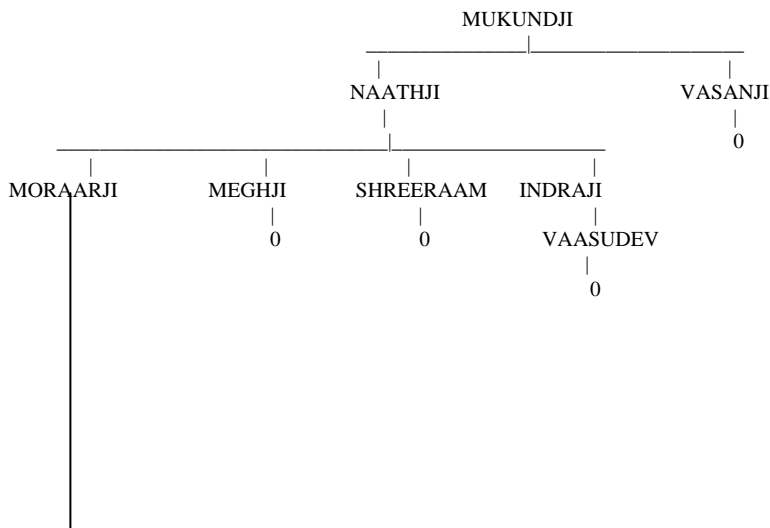 MUKUNDJI
NAATHJI VASANJI
0
MORAARJI MEGHJI SHREERAAM INDRAJI
0 0 VAASUDEV
0